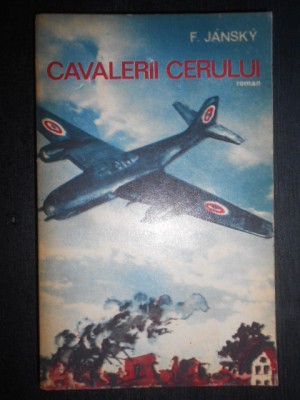 F. JÁNSKÝ
CAVALERII CERULUI
roman